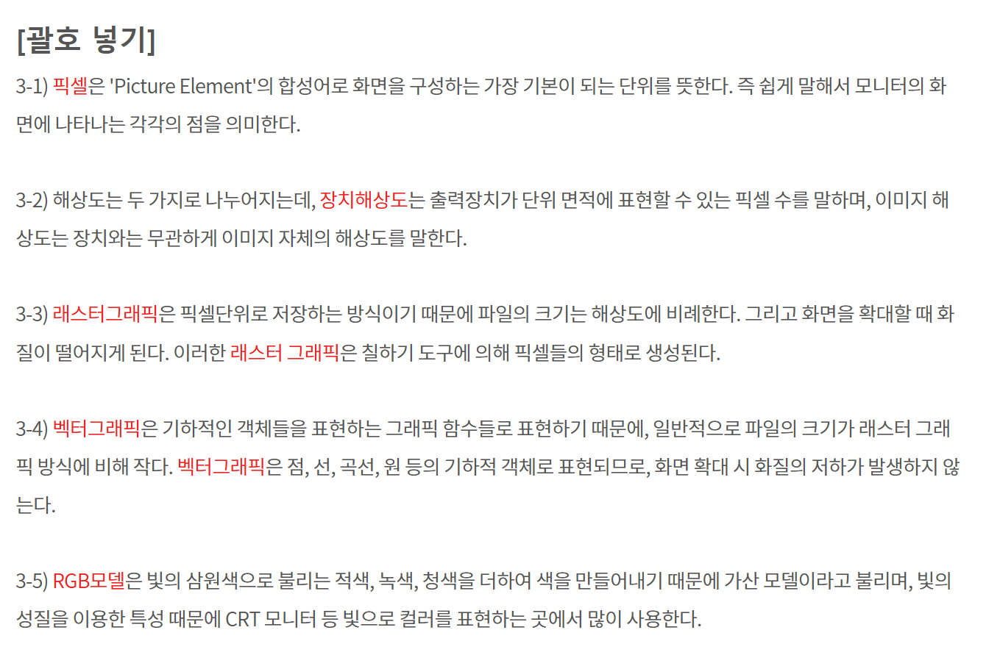 [괄호 넣기]
3-1) 픽셀은 'Picture Element'의 합성어로 화면을 구성하는 가장 기본이 되는 단위를 뜻한다. 즉 쉽게 말해서 모니터의 화
면에 나타나는 각각의 점을 의미한다.
3-2) 해상도는 두 가지로 나누어지는데, 장치해상도는 출력장치가 단위 면적에 표현할 수 있는 픽셀 수를 말하며, 이미지 해
상도는 장치와는 무관하게 이미지 자체의 해상도를 말한다.
3-3) 래스터그래픽은 픽셀단위로 저장하는 방식이기 때문에 파일의 크기는 해상도에 비례한다. 그리고 화면을 확대할 때 화
질이 떨어지게 된다. 이러한 래스터 그래픽은 칠하기 도구에 의해 픽셀들의 형태로 생성된다.
3-4) 벡터그래픽은 기하적인 객체들을 표현하는 그래픽 함수들로 표현하기 때문에, 일반적으로 파일의 크기가 래스터 그래
픽 방식에 비해 작다. 벡터그래픽은 점, 선, 곡선, 원 등의 기하적 객체로 표현되므로, 화면 확대 시 화질의 저하가 발생하지 않
는다.
3-5) RGB모델은 빛의 삼원색으로 불리는 적색, 녹색, 청색을 더하여 색을 만들어내기 때문에 가산 모델이라고 불리며, 빛의
성질을 이용한 특성 때문에 CRT 모니터 등 빛으로 컬러를 표현하는 곳에서 많이 사용한다.